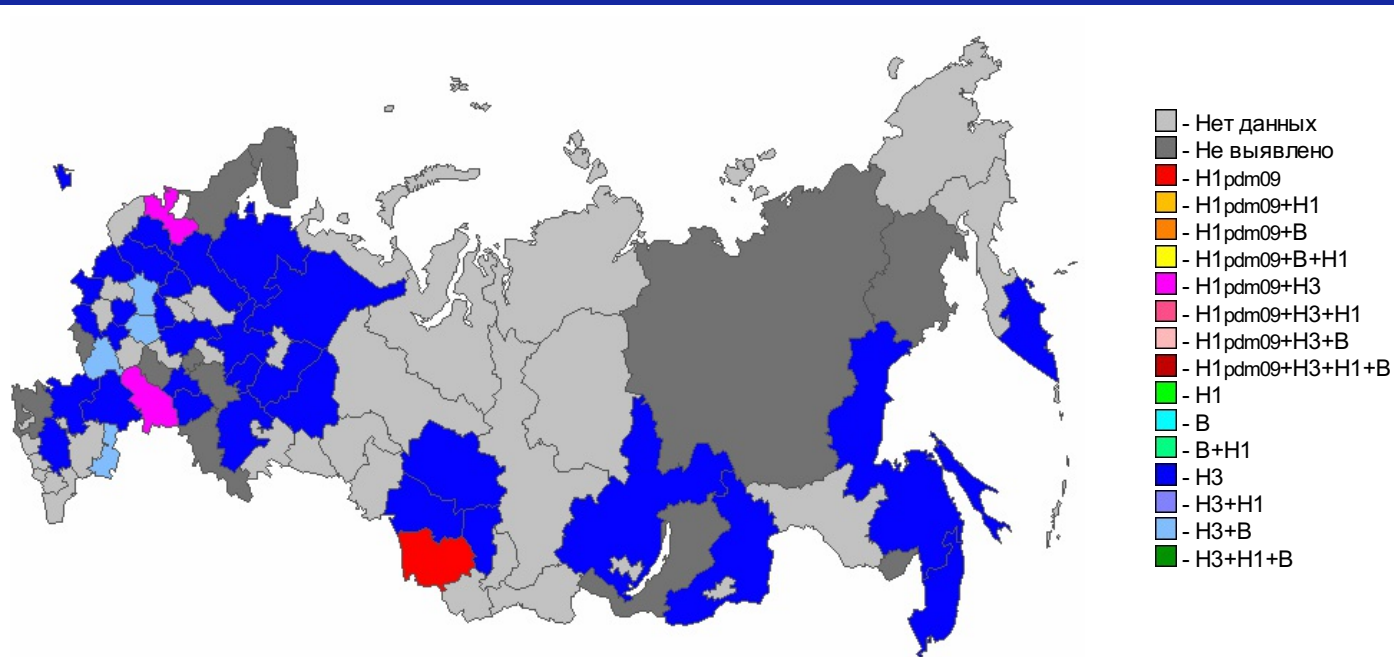 - Нет данных
- Не выявлено
- H1pdm09
- H1pdm09+H1
- H1pdm09+B
- H1pdm09+B+H1
- H1pdm09+H3
- H1pdm09+H3+H1
- H1pdm09+H3+B
- H1pdm09+H3+H1+B
- H1
- B
- B+H1
- H3
- H3+H1
- H3+B
- H3+H1+B